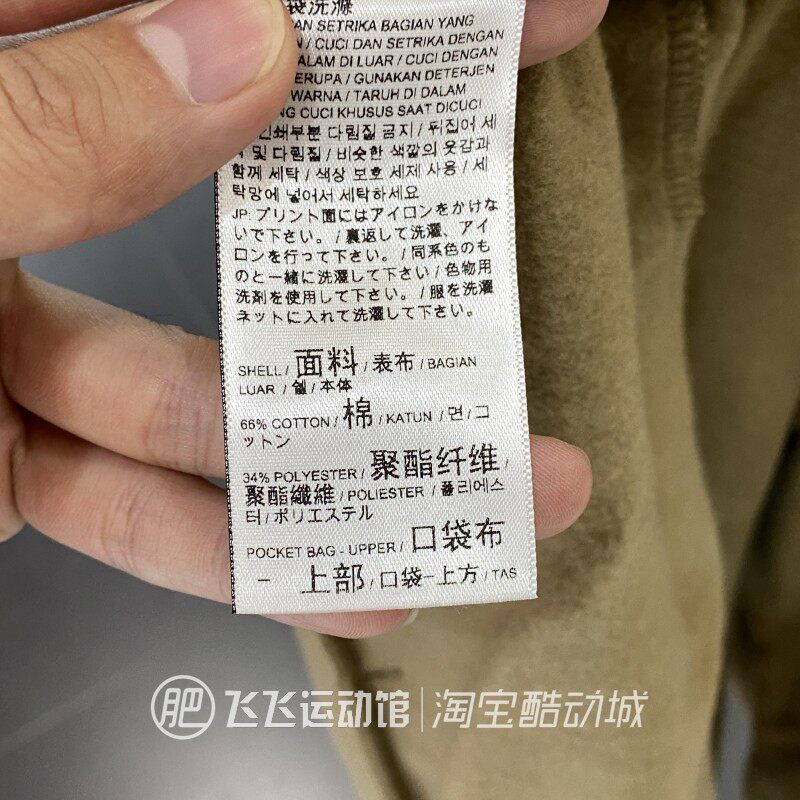 袋洗滌
AN SETRIKA BAGIAN YANG
N / CUCI DAN SETRIKA DENGAN
ALAM DI LUAR / CUCI DENGAN
ERUPA / GUNAKAN DETERJEN
WARNA / TARUH DI DALAM
NG CUCI KHUSUS SAAT DICUCI
인쇄부분 다림질 금지 / 뒤집어 세
탁 및 다림질 / 비슷한 색깔의 옷감과
함께 세탁 / 색상 보호 세제 사용 / 세
탁망에 넣어서 세탁하세요
JP: プリント面にはアイロンをかけな
いで下さい。 / 裏返して洗濯、アイ
ロンを行って下さい。 / 同系色のも
のと一緒に洗濯して下さい / 色物用
洗剤を使用して下さい。 / 服を洗濯
ネットに入れて洗濯して下さい。
SHELL / 面料 / 表布 / BAGIAN
LUAR / 쉘 / 本体
66% COTTON / 棉 / KATUN / 면 / コ
ットン
34% POLYESTER / 聚酯纤维 /
聚酯纖維 / POLIESTER / 폴리에스
터 / ポリエステル
POCKET BAG - UPPER / 口袋布
- 上部 / 口袋-上方 / TAS
肥 飞飞运动馆 | 淘宝酷动城